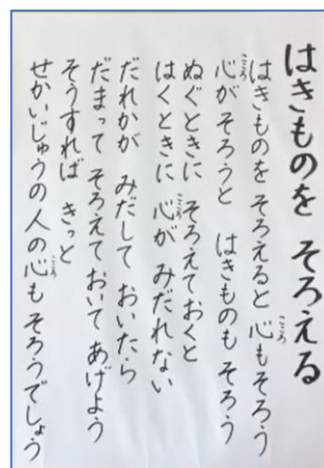 はきものを そろえる
はきものを そろえると 心もそろう
心がそろうと はきものも そろう
ぬぐときに そろえておくと
はくときに 心が みだれない
だれかが みだして おいたら
だまって そろえておいて あげよう
そうすれば きっと
せかいじゅうの人の心も そろうでしょう